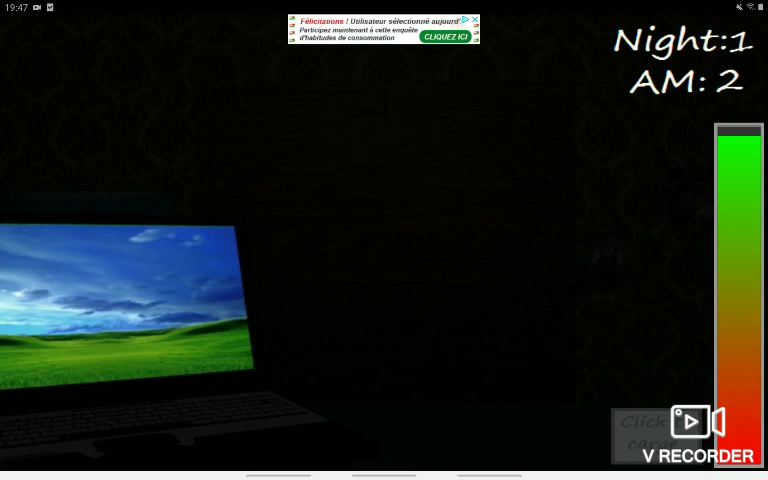 19:47
Félicitations ! Utilisateur sélectionné aujourd'
Participez maintenant à cette enquête
d'habitudes de consommation
CLIQUEZ ICI
Night:1
AM: 2
Click
V RECORDER